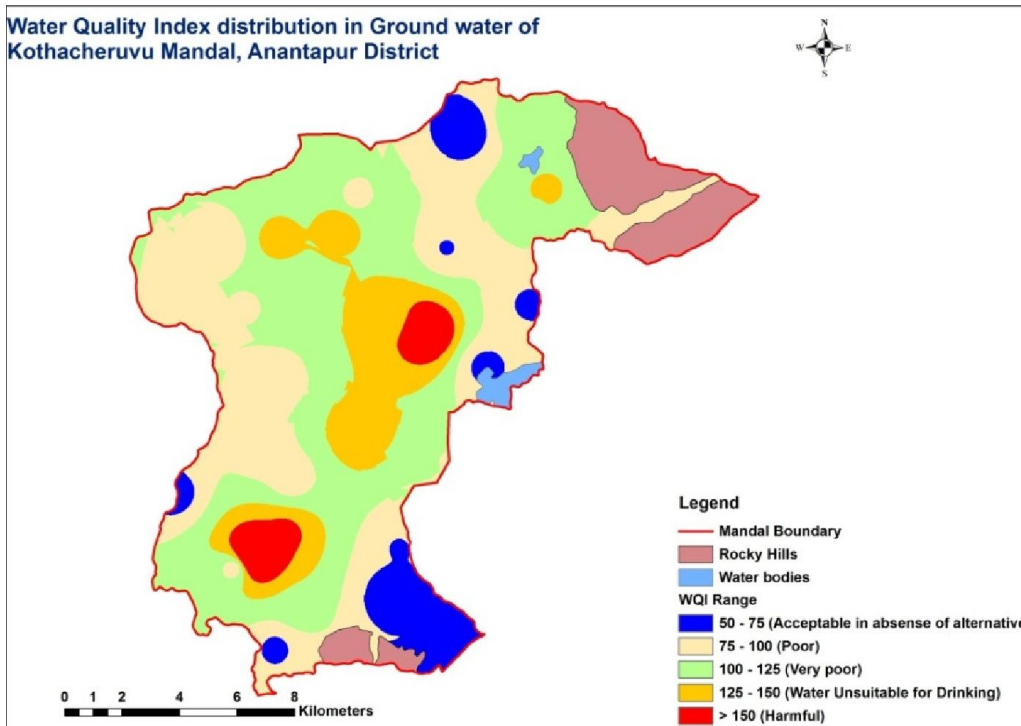 Water Quality Index distribution in Ground water of
Kothacheruvu Mandal, Anantapur District
N
W E
S
Legend
Mandal Boundary
Rocky Hills
Water bodies
WQI Range
50 - 75 (Acceptable in absense of alternative
75 - 100 (Poor)
100 - 125 (Very poor)
125 - 150 (Water Unsuitable for Drinking)
> 150 (Harmful)
0 1 2 4 6 8
Kilometers